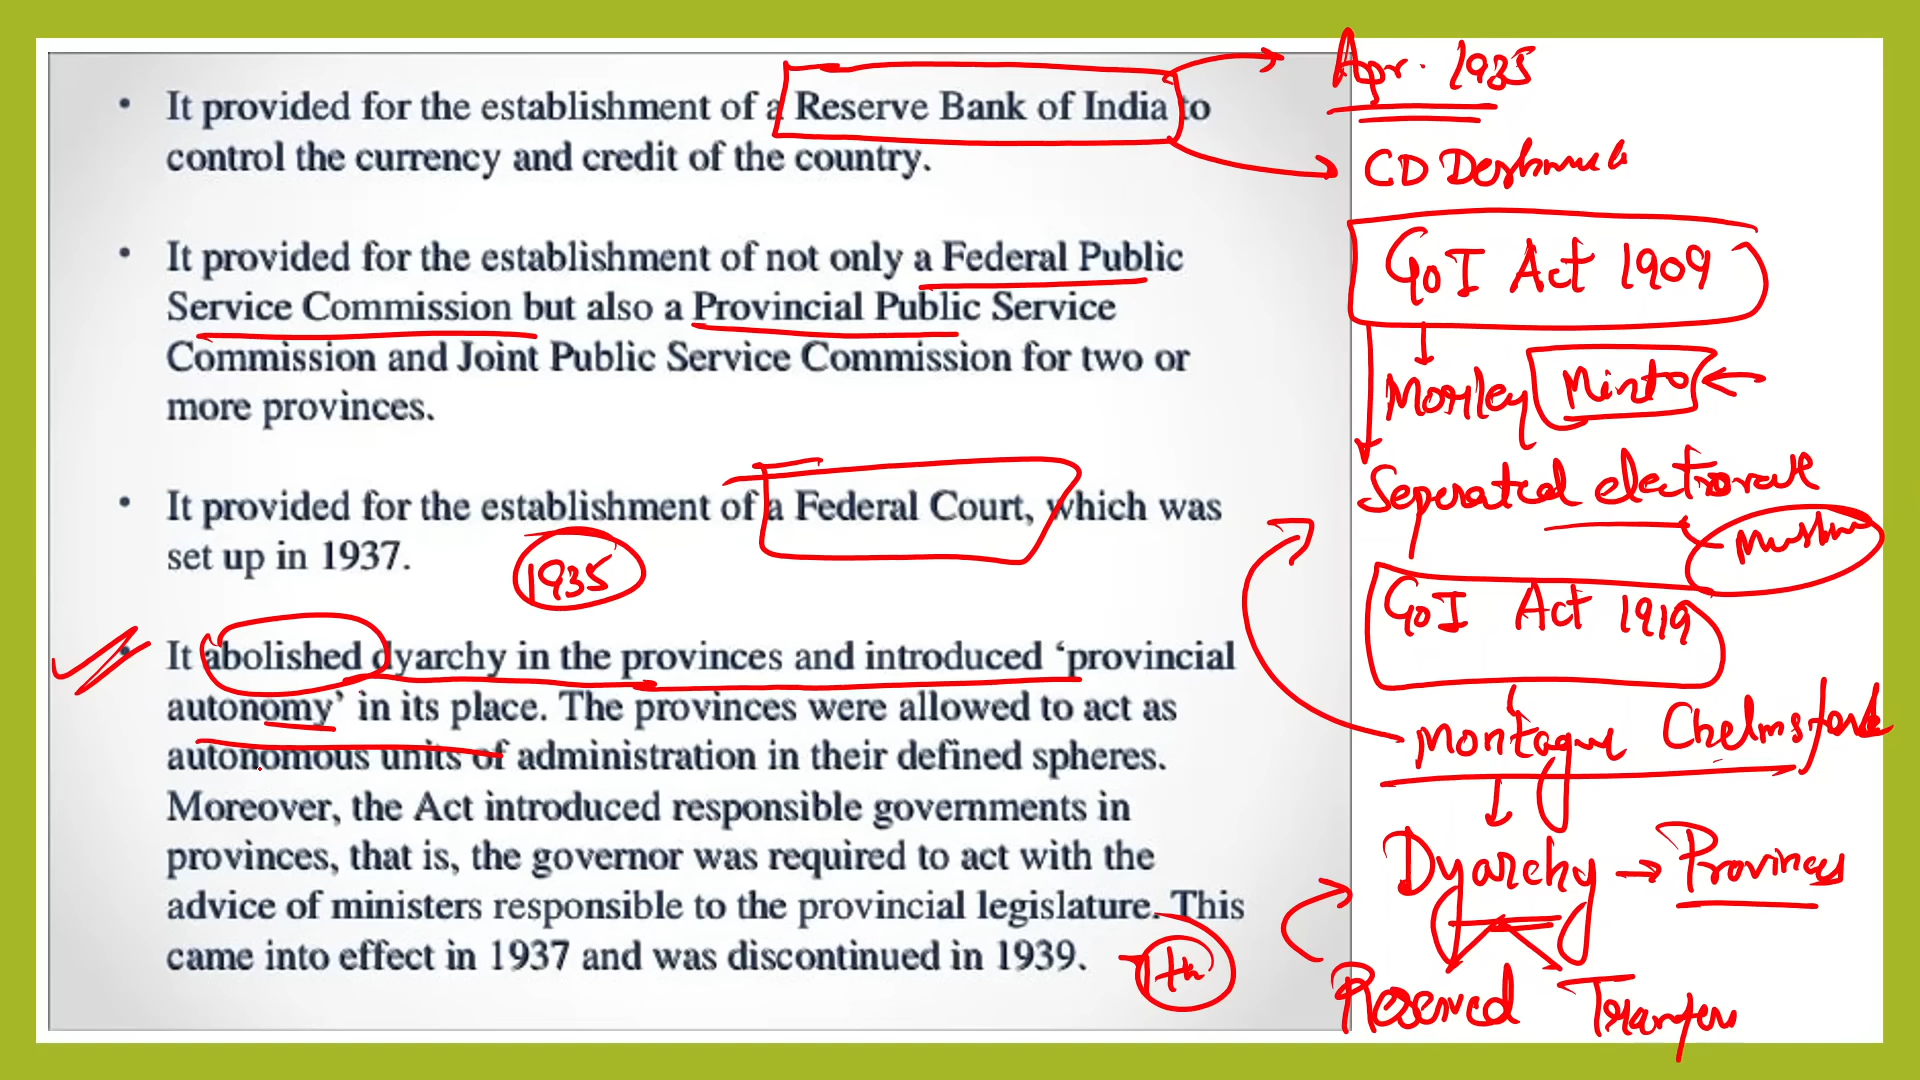 • It provided for the establishment of a Reserve Bank of India to
control the currency and credit of the country.
• It provided for the establishment of not only a Federal Public
Service Commission but also a Provincial Public Service
Commission and Joint Public Service Commission for two or
more provinces.
• It provided for the establishment of a Federal Court, which was
set up in 1937.
1935
• It abolished dyarchy in the provinces and introduced ‘provincial
autonomy’ in its place. The provinces were allowed to act as
autonomous units of administration in their defined spheres.
Moreover, the Act introduced responsible governments in
provinces, that is, the governor was required to act with the
advice of ministers responsible to the provincial legislature. This
came into effect in 1937 and was discontinued in 1939.
Apr. 1935
CD Deshmukh
GoI Act 1909
Morley Minto
Seperated electorate
Muslim
GoI Act 1919
Montague Chelmsford
Dyarchy → Provinces
Reserved